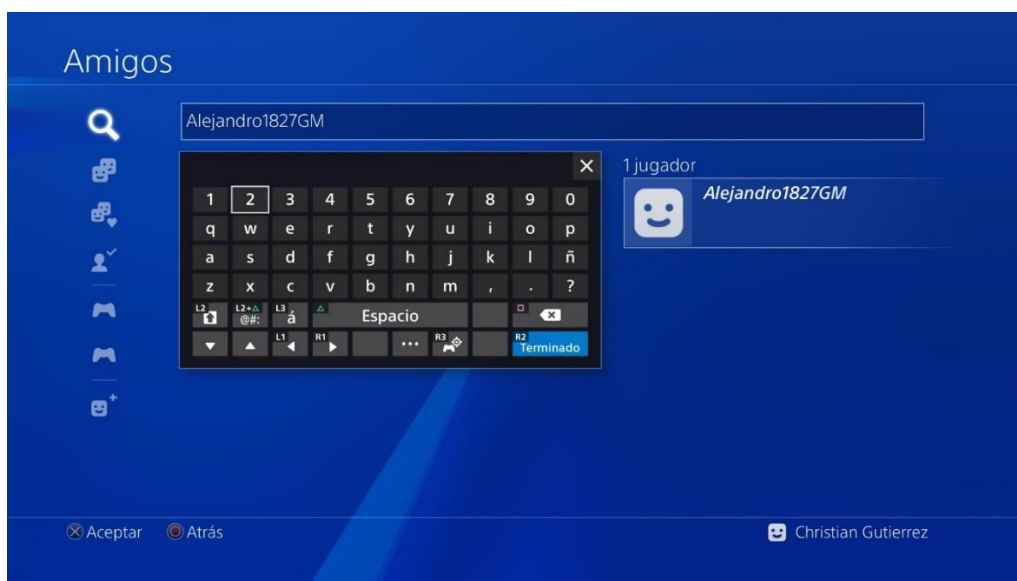 Amigos
Alejandro1827GM
1 jugador
Alejandro1827GM
1 2 3 4 5 6 7 8 9 0
q w e r t y u i o p
a s d f g h j k l ñ
z x c v b n m , . ?
L2 L2+△ @#: L3 á △ Espacio □
L1 R1 ... R3 R2 Terminado
Aceptar Atrás Christian Gutierrez